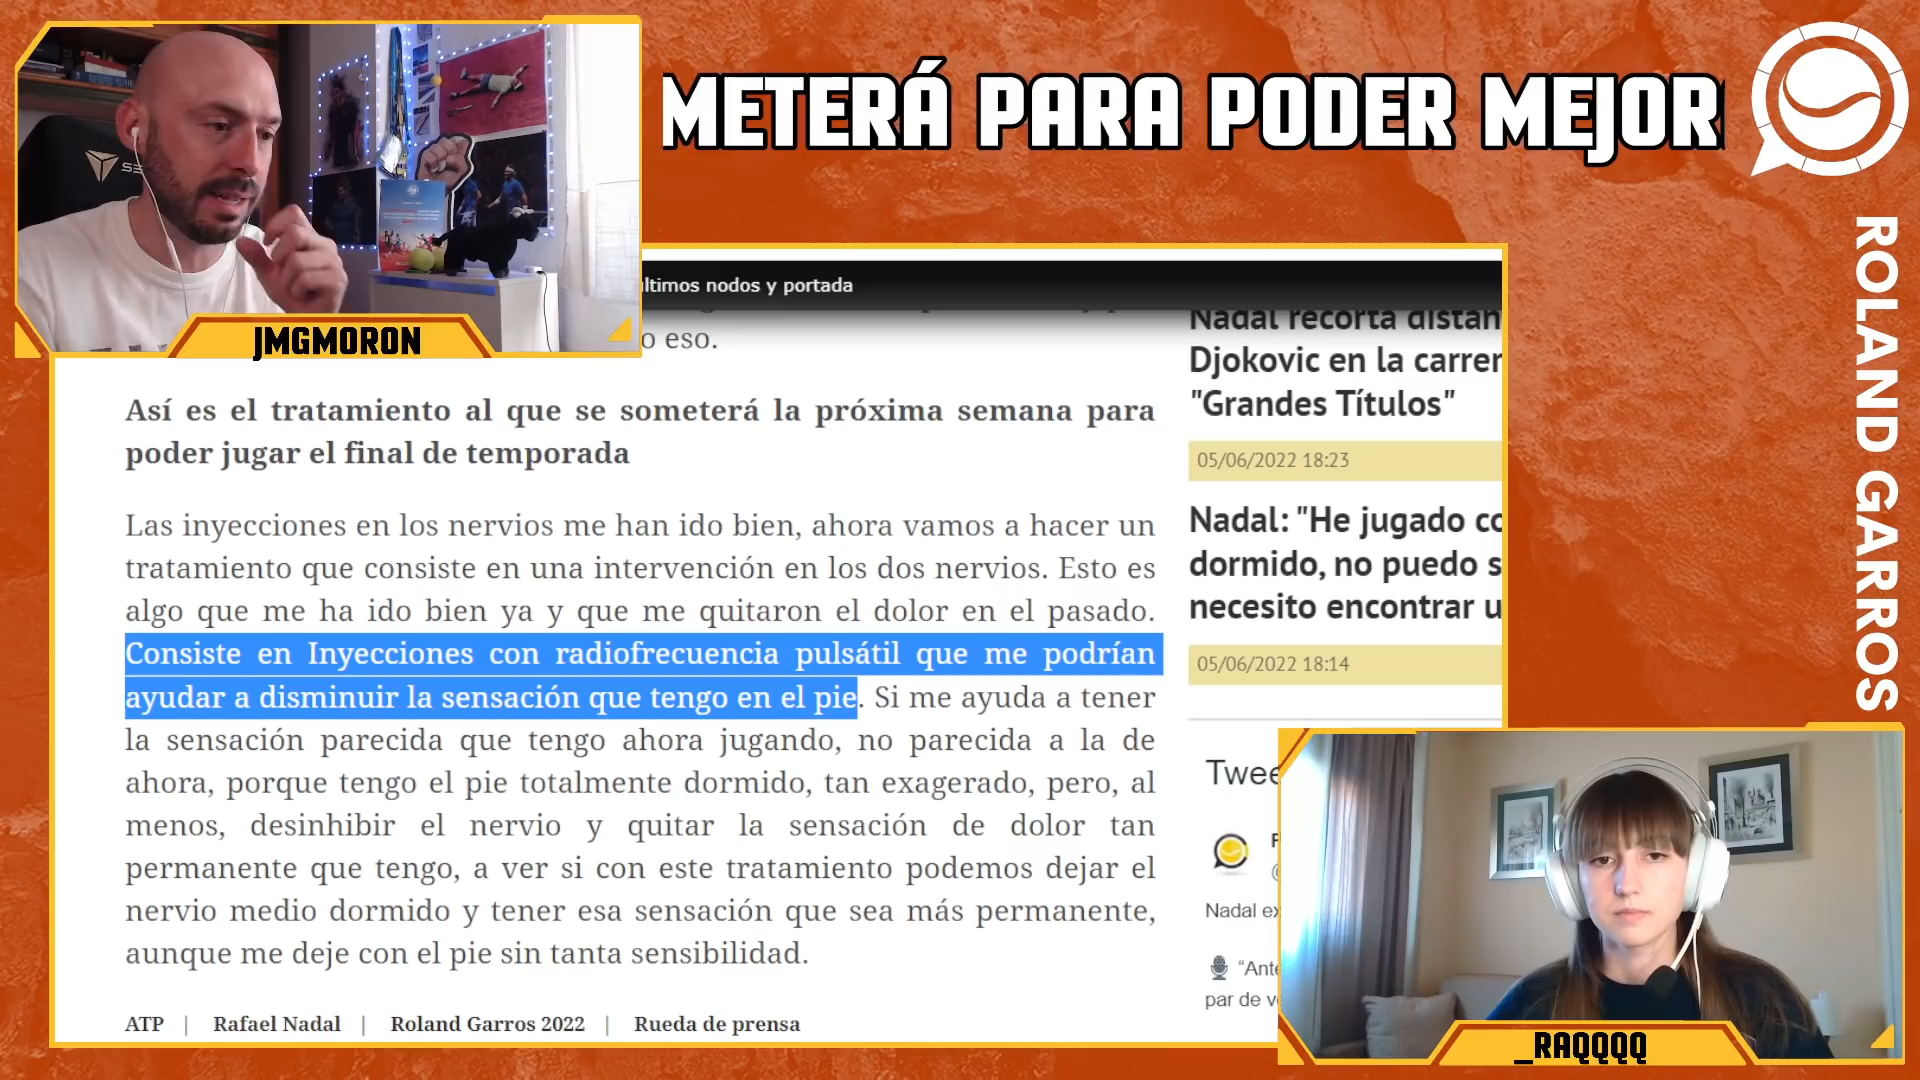 METERÁ PARA PODER MEJOR
JMGMORON
ltimos nodos y portada
o eso.
Así es el tratamiento al que se someterá la próxima semana para
poder jugar el final de temporada
Las inyecciones en los nervios me han ido bien, ahora vamos a hacer un
tratamiento que consiste en una intervención en los dos nervios. Esto es
algo que me ha ido bien ya y que me quitaron el dolor en el pasado.
Consiste en Inyecciones con radiofrecuencia pulsátil que me podrían
ayudar a disminuir la sensación que tengo en el pie. Si me ayuda a tener
la sensación parecida que tengo ahora jugando, no parecida a la de
ahora, porque tengo el pie totalmente dormido, tan exagerado, pero, al
menos, desinhibir el nervio y quitar la sensación de dolor tan
permanente que tengo, a ver si con este tratamiento podemos dejar el
nervio medio dormido y tener esa sensación que sea más permanente,
aunque me deje con el pie sin tanta sensibilidad.
ATP | Rafael Nadal | Roland Garros 2022 | Rueda de prensa
Nadal recorta distan
Djokovic en la carrer
"Grandes Títulos"
05/06/2022 18:23
Nadal: "He jugado co
dormido, no puedo s
necesito encontrar u
05/06/2022 18:14
Twee
Nadal ex
"Ante
par de v
_RAQQQQ
ROLAND GARROS